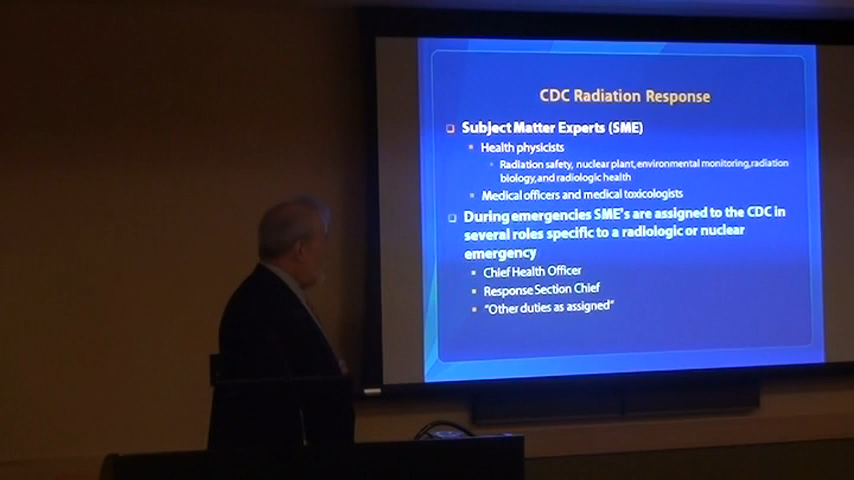 CDC Radiation Response
Subject Matter Experts (SME)
Health physicists
Radiation safety, nuclear plant,environmental monitoring,radiation
biology,and radiologic health
Medical officers and medical toxicologists
During emergencies SME's are assigned to the CDC in
several roles specific to a radiologic or nuclear
emergency
Chief Health Officer
Response Section Chief
"Other duties as assigned"